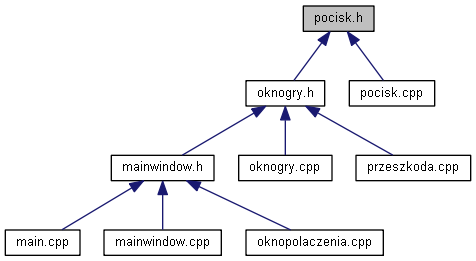 pocisk.h
oknogry.h
pocisk.cpp
mainwindow.h
oknogry.cpp
przeszkoda.cpp
main.cpp
mainwindow.cpp
oknopolaczenia.cpp